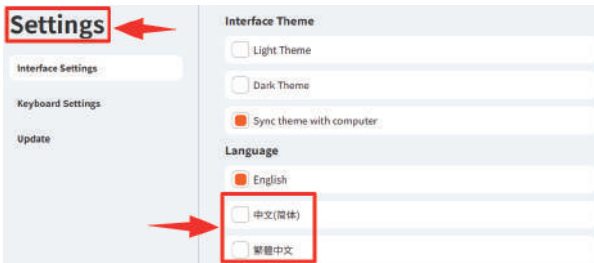 Settings
Interface Settings
Keyboard Settings
Update
Interface Theme
Light Theme
Dark Theme
Sync theme with computer
Language
English
中文(简体)
繁體中文